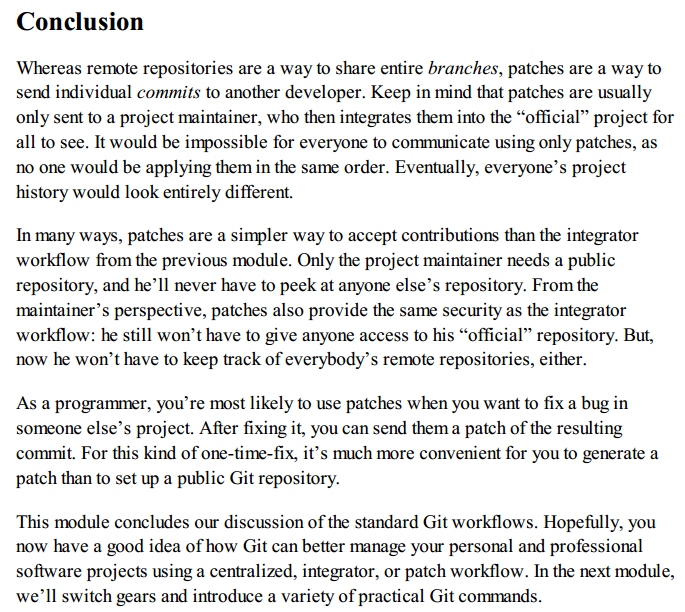 Conclusion
Whereas remote repositories are a way to share entire branches, patches are a way to
send individual commits to another developer. Keep in mind that patches are usually
only sent to a project maintainer, who then integrates them into the “official” project for
all to see. It would be impossible for everyone to communicate using only patches, as
no one would be applying them in the same order. Eventually, everyone’s project
history would look entirely different.
In many ways, patches are a simpler way to accept contributions than the integrator
workflow from the previous module. Only the project maintainer needs a public
repository, and he’ll never have to peek at anyone else’s repository. From the
maintainer’s perspective, patches also provide the same security as the integrator
workflow: he still won’t have to give anyone access to his “official” repository. But,
now he won’t have to keep track of everybody’s remote repositories, either.
As a programmer, you’re most likely to use patches when you want to fix a bug in
someone else’s project. After fixing it, you can send them a patch of the resulting
commit. For this kind of one-time-fix, it’s much more convenient for you to generate a
patch than to set up a public Git repository.
This module concludes our discussion of the standard Git workflows. Hopefully, you
now have a good idea of how Git can better manage your personal and professional
software projects using a centralized, integrator, or patch workflow. In the next module,
we’ll switch gears and introduce a variety of practical Git commands.